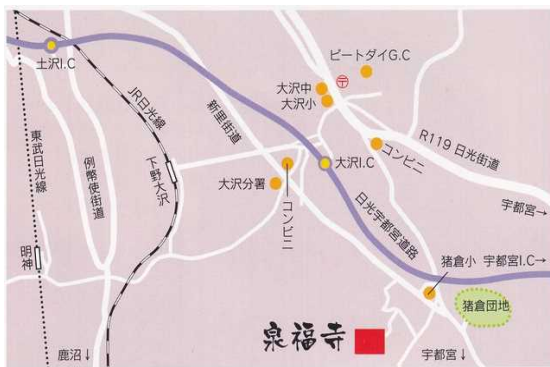 ピートダイG.C
土沢I.C
大沢中
〒
大沢小
JR日光線
新里街道
R119 日光街道
コンビニ
東武日光線
例幣使街道
下野大沢
大沢I.C
大沢分署
コンビニ
日光宇都宮道路
宇都宮→
明神
猪倉小
宇都宮I.C→
猪倉団地
泉福寺
鹿沼↓
宇都宮↓